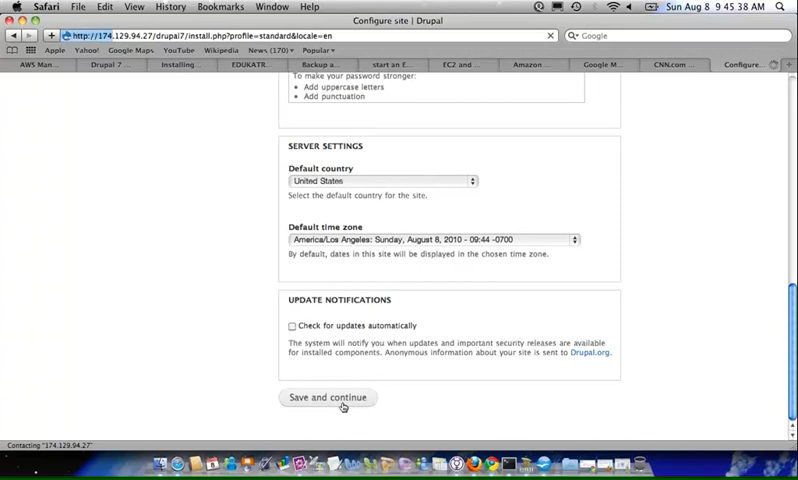 Safari File Edit View History Bookmarks Window Help Sun Aug 8 9:45:38 AM
Configure site | Drupal
http://174.129.94.27/drupal7/install.php?profile=standard&locale=en Google
Apple Yahoo! Google Maps YouTube Wikipedia News (170) Popular
AWS Man... Drupal 7 ... Installing... EDUKATR... Backup a... start an E... EC2 and ... Amazon ... Google M... CNN.com ... Configure...
To make your password stronger:
• Add uppercase letters
• Add punctuation
SERVER SETTINGS
Default country
United States
Select the default country for the site.
Default time zone
America/Los Angeles: Sunday, August 8, 2010 - 09:44 -0700
By default, dates in this site will be displayed in the chosen time zone.
UPDATE NOTIFICATIONS
Check for updates automatically
The system will notify you when updates and important security releases are available
for installed components. Anonymous information about your site is sent to Drupal.org.
Save and continue
Contacting "174.129.94.27"